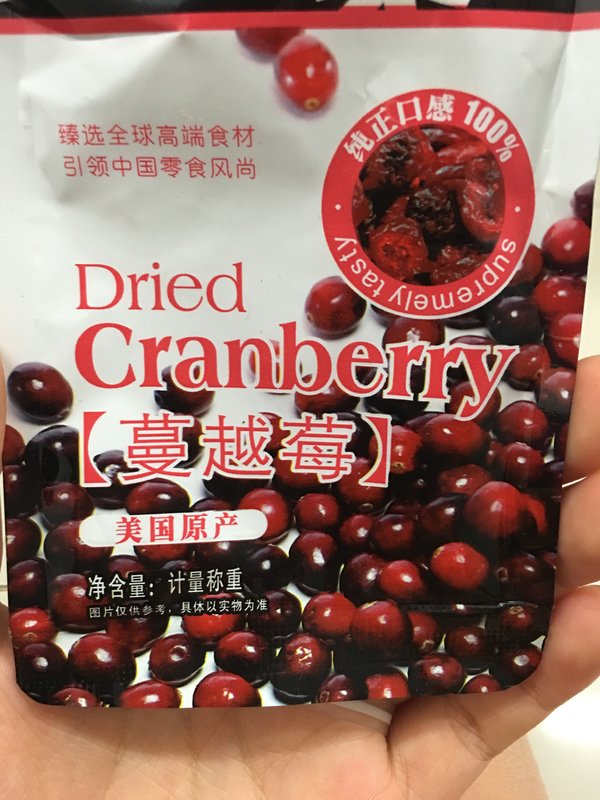 臻选全球高端食材
引领中国零食风尚
纯正口感 100%
supremely tasty
Dried
Cranberry
【蔓越莓】
美国原产
净含量：计量称重
图片仅供参考，具体以实物为准